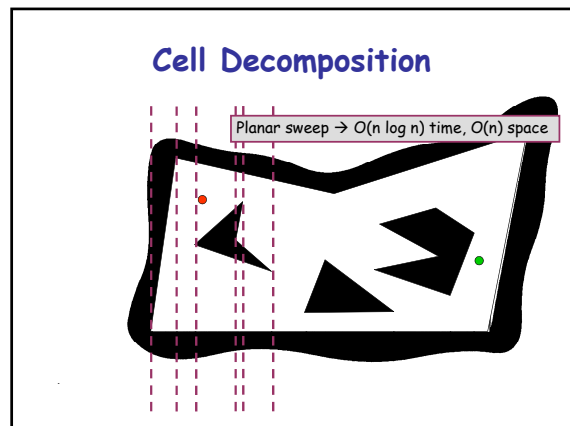 Cell Decomposition
Planar sweep → O(n log n) time, O(n) space